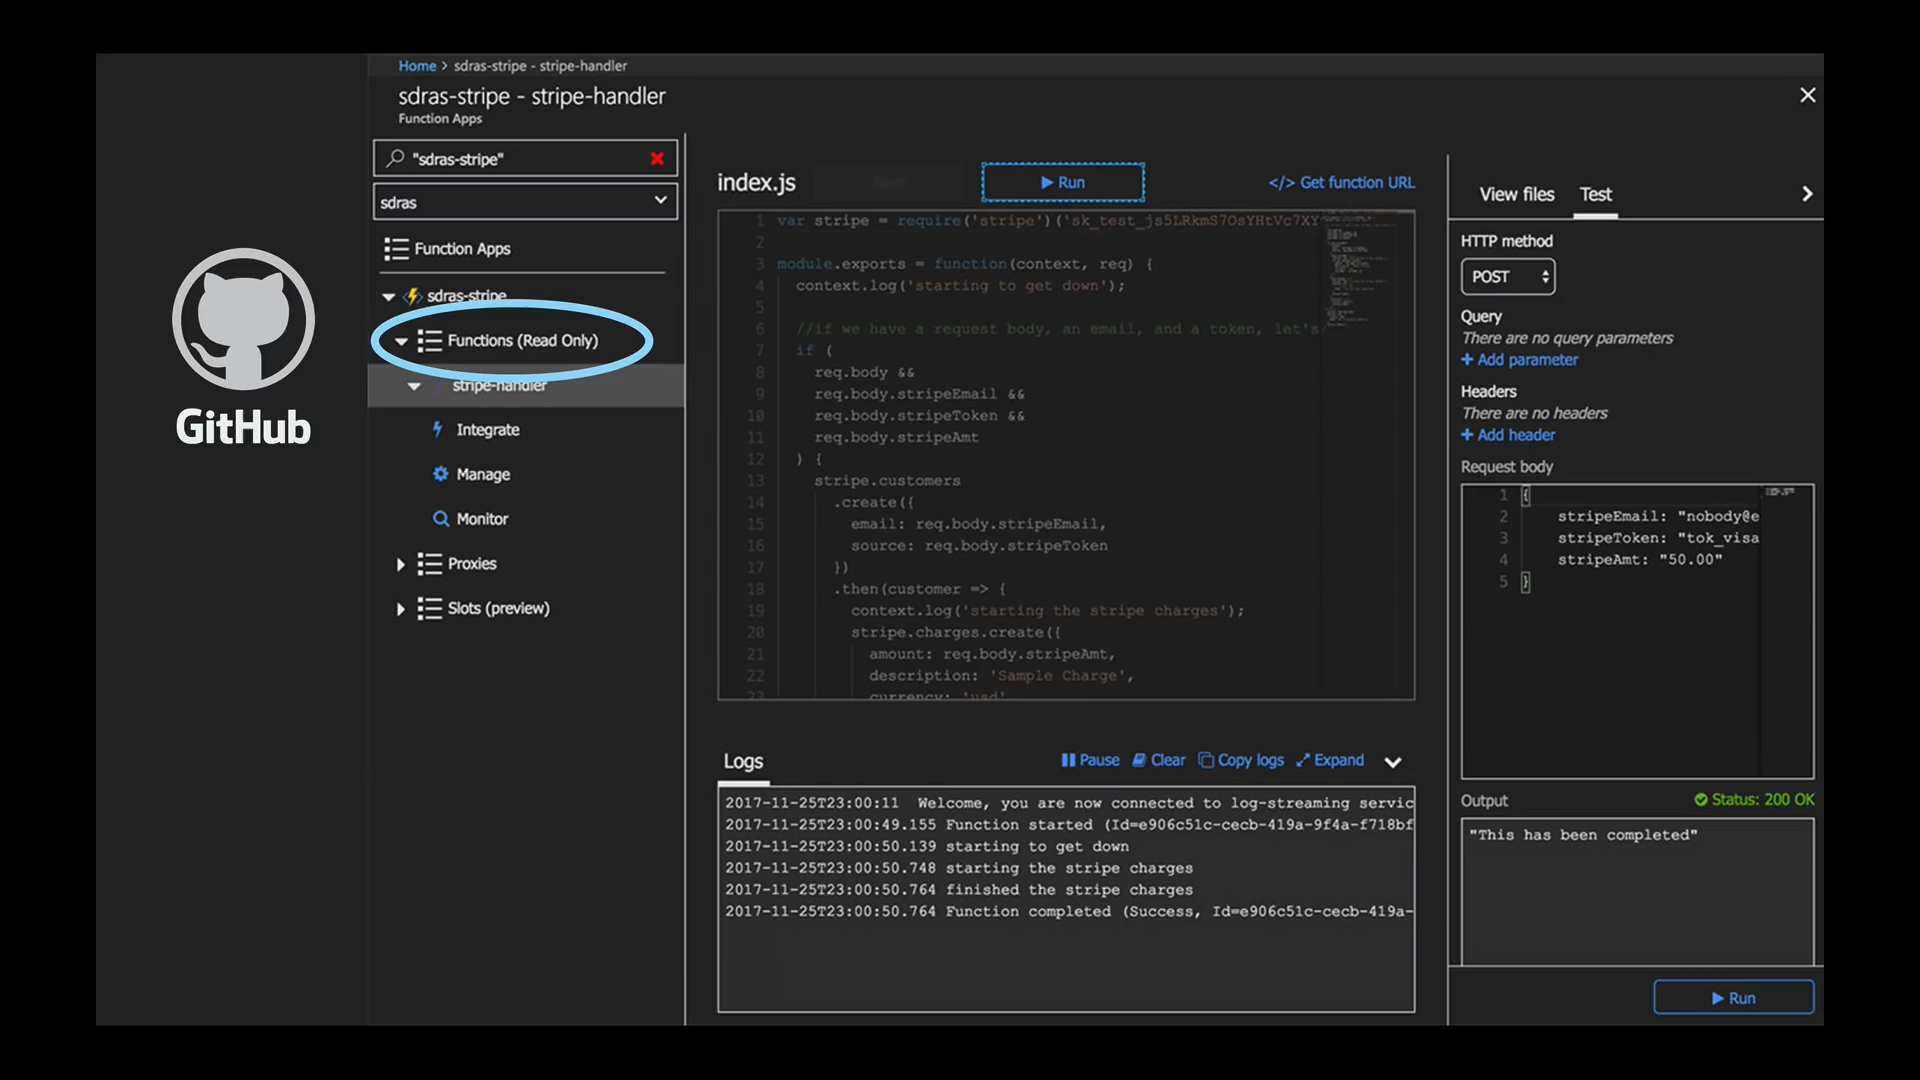 Home > sdras-stripe - stripe-handler
sdras-stripe - stripe-handler
Function Apps
"sdras-stripe"
sdras
Function Apps
sdras-stripe
Functions (Read Only)
stripe-handler
Integrate
Manage
Monitor
Proxies
Slots (preview)
GitHub
index.js
Run
</> Get function URL
1 var stripe = require('stripe')('sk_test_js5LRkmS7OsYHtVc7XY
2
3 module.exports = function(context, req) {
4 context.log('starting to get down');
5
6 //if we have a request body, an email, and a token, let's
7 if (
8 req.body &&
9 req.body.stripeEmail &&
10 req.body.stripeToken &&
11 req.body.stripeAmt
12 ) {
13 stripe.customers
14 .create({
15 email: req.body.stripeEmail,
16 source: req.body.stripeToken
17 })
18 .then(customer => {
19 context.log('starting the stripe charges');
20 stripe.charges.create({
21 amount: req.body.stripeAmt,
22 description: 'Sample Charge',
23 currency: 'usd'
Logs
Pause Clear Copy logs Expand
2017-11-25T23:00:11 Welcome, you are now connected to log-streaming servic
2017-11-25T23:00:49.155 Function started (Id=e906c51c-cecb-419a-9f4a-f718bf
2017-11-25T23:00:50.139 starting to get down
2017-11-25T23:00:50.748 starting the stripe charges
2017-11-25T23:00:50.764 finished the stripe charges
2017-11-25T23:00:50.764 Function completed (Success, Id=e906c51c-cecb-419a-
View files Test
HTTP method
POST
Query
There are no query parameters
+ Add parameter
Headers
There are no headers
+ Add header
Request body
1 {
2 stripeEmail: "nobody@e
3 stripeToken: "tok_visa
4 stripeAmt: "50.00"
5 }
Output
Status: 200 OK
"This has been completed"
Run